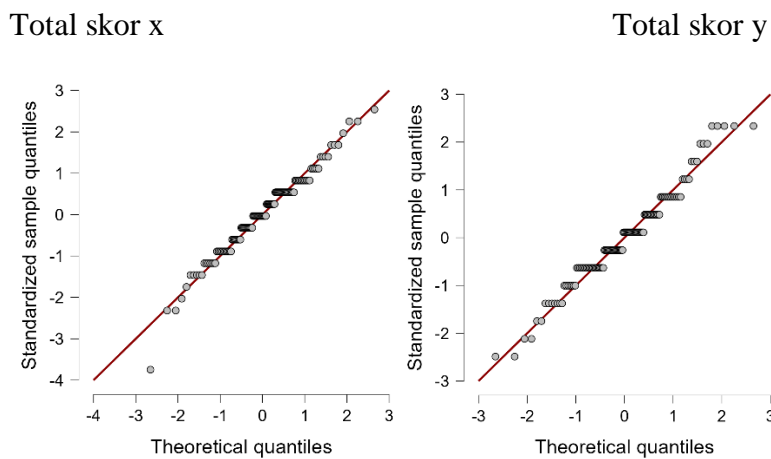 Total skor x
Total skor y
Standardized sample quantiles
3
2
1
0
-1
-2
-3
-4
-4 -3 -2 -1 0 1 2 3
Theoretical quantiles
Standardized sample quantiles
3
2
1
0
-1
-2
-3
-3 -2 -1 0 1 2 3
Theoretical quantiles